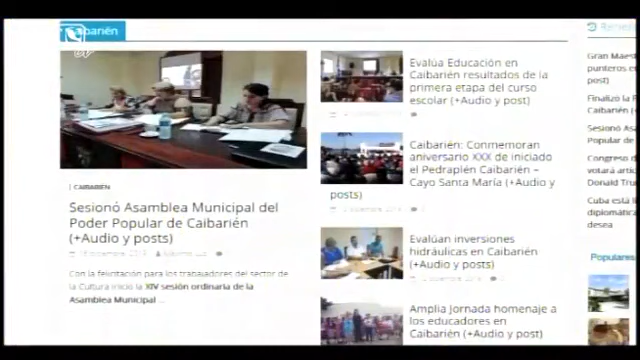 Caibarién
tv
CAIBARIÉN
Sesionó Asamblea Municipal del
Poder Popular de Caibarién
(+Audio y posts)
Con la felicitación para los trabajadores del sector de
la Cultura inició la XIV sesión ordinaria de la
Asamblea Municipal ...
Evalúa Educación en
Caibarién resultados de la
primera etapa del curso
escolar (+Audio y post)
Caibarién: Conmemoran
aniversario XXX de iniciado
el Pedraplén Caibarién –
Cayo Santa María (+Audio y
posts)
Evalúan inversiones
hidráulicas en Caibarién
(+Audio y posts)
Amplia Jornada homenaje a
los educadores en
Caibarién (+Audio y post)
Gran Maest
punteros en
post)
Finalizó la P
Caibarién (+
Sesionó Asa
Popular de
Congreso d
votará artíc
Donald Tru
Cuba está l
diplomática
desea
Populares